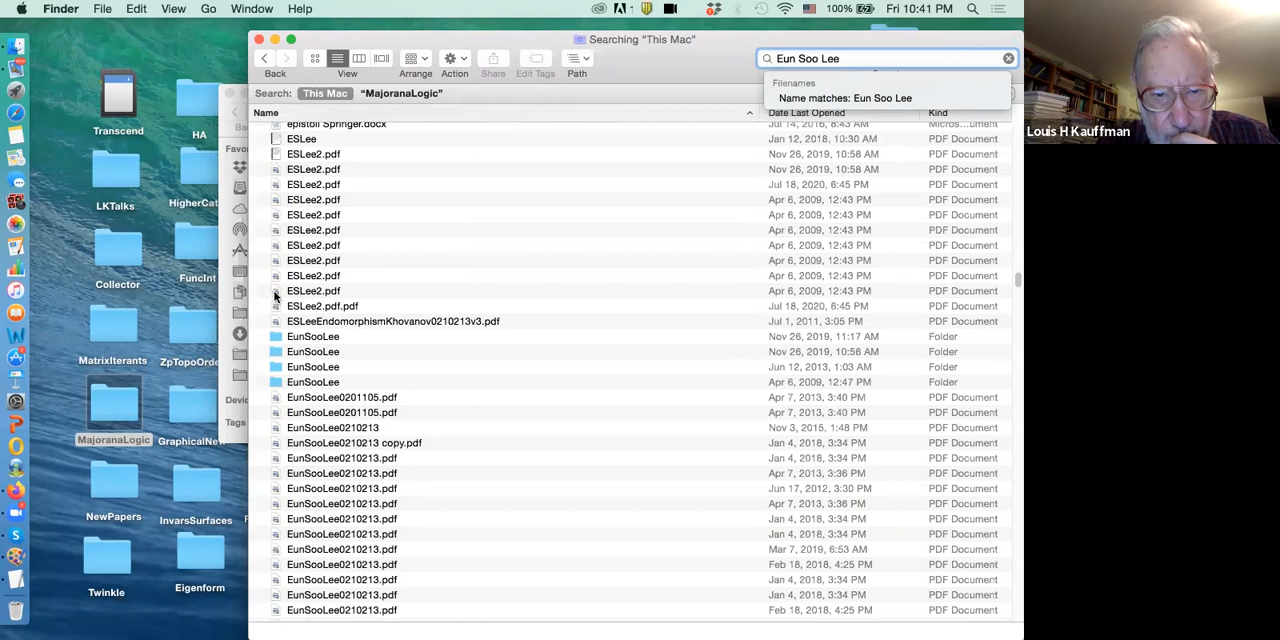 Finder File Edit View Go Window Help 100% Fri 10:41 PM
Searching “This Mac”
Eun Soo Lee
Back View Arrange Action Share Edit Tags Path
Filenames
Name matches: Eun Soo Lee
Search: This Mac “MajoranaLogic”
Name Date Last Opened Kind
epistoli Springer.docx Jul 14, 2016, 8:43 AM Micros...ument
ESLee Jan 12, 2018, 10:30 AM PDF Document
ESLee2.pdf Nov 26, 2019, 10:58 AM PDF Document
ESLee2.pdf Nov 26, 2019, 10:58 AM PDF Document
ESLee2.pdf Jul 18, 2020, 6:45 PM PDF Document
ESLee2.pdf Apr 6, 2009, 12:43 PM PDF Document
ESLee2.pdf Apr 6, 2009, 12:43 PM PDF Document
ESLee2.pdf Apr 6, 2009, 12:43 PM PDF Document
ESLee2.pdf Apr 6, 2009, 12:43 PM PDF Document
ESLee2.pdf Apr 6, 2009, 12:43 PM PDF Document
ESLee2.pdf Apr 6, 2009, 12:43 PM PDF Document
ESLee2.pdf Apr 6, 2009, 12:43 PM PDF Document
ESLee2.pdf.pdf Jul 18, 2020, 6:45 PM PDF Document
ESLeeEndomorphismKhovanov0210213v3.pdf Jul 1, 2011, 3:05 PM PDF Document
EunSooLee Nov 26, 2019, 11:17 AM Folder
EunSooLee Nov 26, 2019, 10:56 AM Folder
EunSooLee Jun 12, 2013, 1:03 AM Folder
EunSooLee Apr 6, 2009, 12:47 PM Folder
EunSooLee0201105.pdf Apr 7, 2013, 3:40 PM PDF Document
EunSooLee0201105.pdf Apr 7, 2013, 3:40 PM PDF Document
EunSooLee0210213 Nov 3, 2015, 1:48 PM PDF Document
EunSooLee0210213 copy.pdf Jan 4, 2018, 3:34 PM PDF Document
EunSooLee0210213.pdf Jan 4, 2018, 3:34 PM PDF Document
EunSooLee0210213.pdf Apr 7, 2013, 3:36 PM PDF Document
EunSooLee0210213.pdf Jun 17, 2012, 3:30 PM PDF Document
EunSooLee0210213.pdf Apr 7, 2013, 3:36 PM PDF Document
EunSooLee0210213.pdf Jan 4, 2018, 3:34 PM PDF Document
EunSooLee0210213.pdf Jan 4, 2018, 3:34 PM PDF Document
EunSooLee0210213.pdf Mar 7, 2019, 6:53 AM PDF Document
EunSooLee0210213.pdf Feb 18, 2018, 4:25 PM PDF Document
EunSooLee0210213.pdf Jan 4, 2018, 3:34 PM PDF Document
EunSooLee0210213.pdf Jan 4, 2018, 3:34 PM PDF Document
EunSooLee0210213.pdf Feb 18, 2018, 4:25 PM PDF Document
Transcend HA
LKTalks HigherCat
Collector FuncInt
MatrixIterants ZpTopoOrde
MajoranaLogic GraphicalNew
NewPapers InvarsSurfaces
Twinkle Eigenform
Ba
Favo
Devic
Tags
Louis H Kauffman